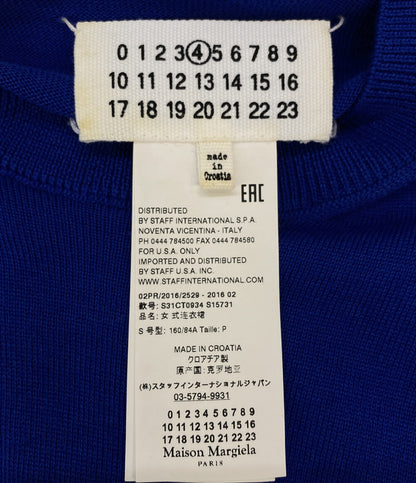 0 1 2 3 4 5 6 7 8 9
10 11 12 13 14 15 16
17 18 19 20 21 22 23
made
in
Croatia
EAC
DISTRIBUTED
BY STAFF INTERNATIONAL S.P.A.
NOVENTA VICENTINA - ITALY
PH 0444 784500 FAX 0444 784580
FOR U.S.A. ONLY
IMPORTED AND DISTRIBUTED
BY STAFF U.S.A. INC.
WWW.STAFFINTERNATIONAL.COM
02PR/2016/2529 - 2016 02
款号: S31CT0934 S15731
品名: 女式连衣裙
S 号型: 160/84A Taille: P
MADE IN CROATIA
クロアチア製
原产国: 克罗地亚
(株)スタッフインターナショナルジャパン
03-5794-9931
0 1 2 3 4 5 6 7 8 9
10 11 12 13 14 15 16
17 18 19 20 21 22 23
Maison Margiela
PARIS